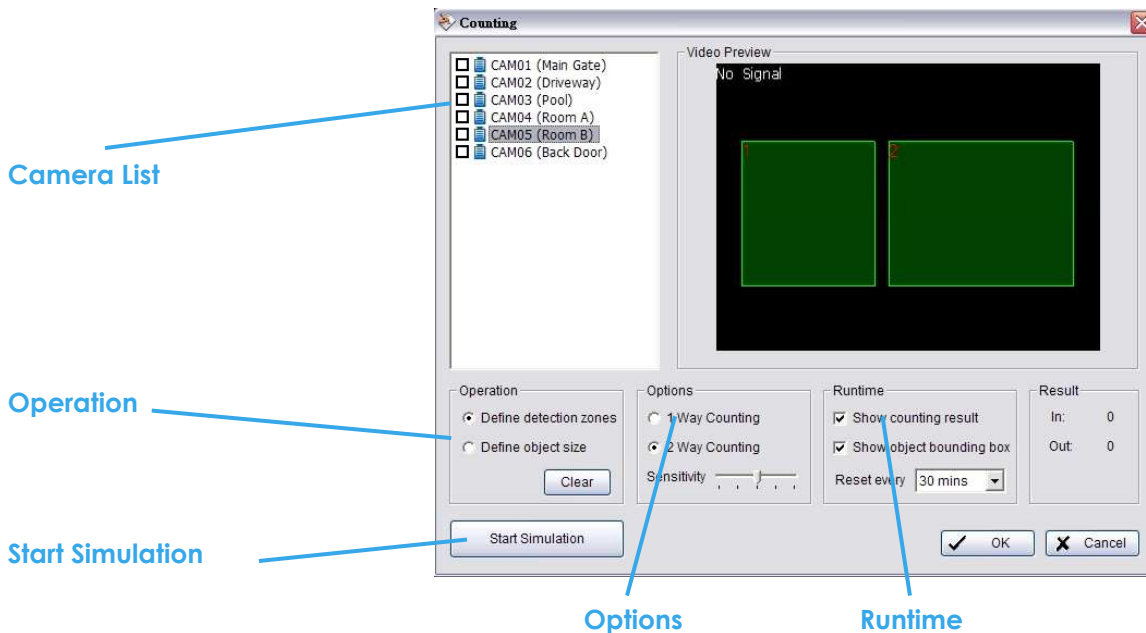 Counting
CAM01 (Main Gate)
CAM02 (Driveway)
CAM03 (Pool)
CAM04 (Room A)
CAM05 (Room B)
CAM06 (Back Door)
Video Preview
No Signal
1
2
Camera List
Operation
Operation
Define detection zones
Define object size
Clear
Options
1 Way Counting
2 Way Counting
Sensitivity
Runtime
Show counting result
Show object bounding box
Reset every 30 mins
Result
In: 0
Out: 0
Start Simulation
Start Simulation
OK
Cancel
Options
Runtime